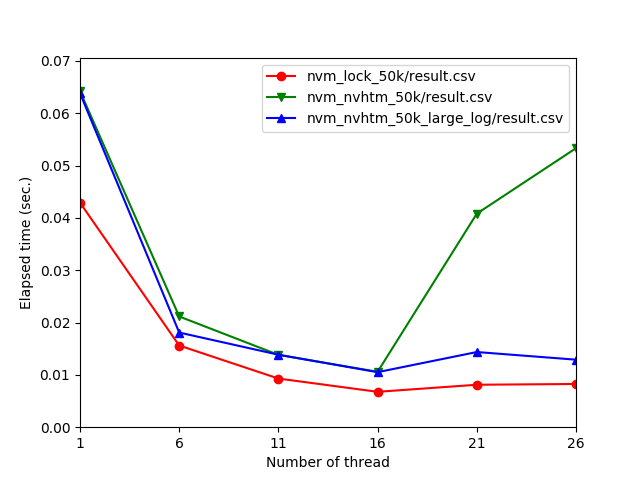 0.07
0.06
0.05
0.04
0.03
0.02
0.01
0.00
Elapsed time (sec.)
nvm_lock_50k/result.csv
nvm_nvhtm_50k/result.csv
nvm_nvhtm_50k_large_log/result.csv
1 6 11 16 21 26
Number of thread